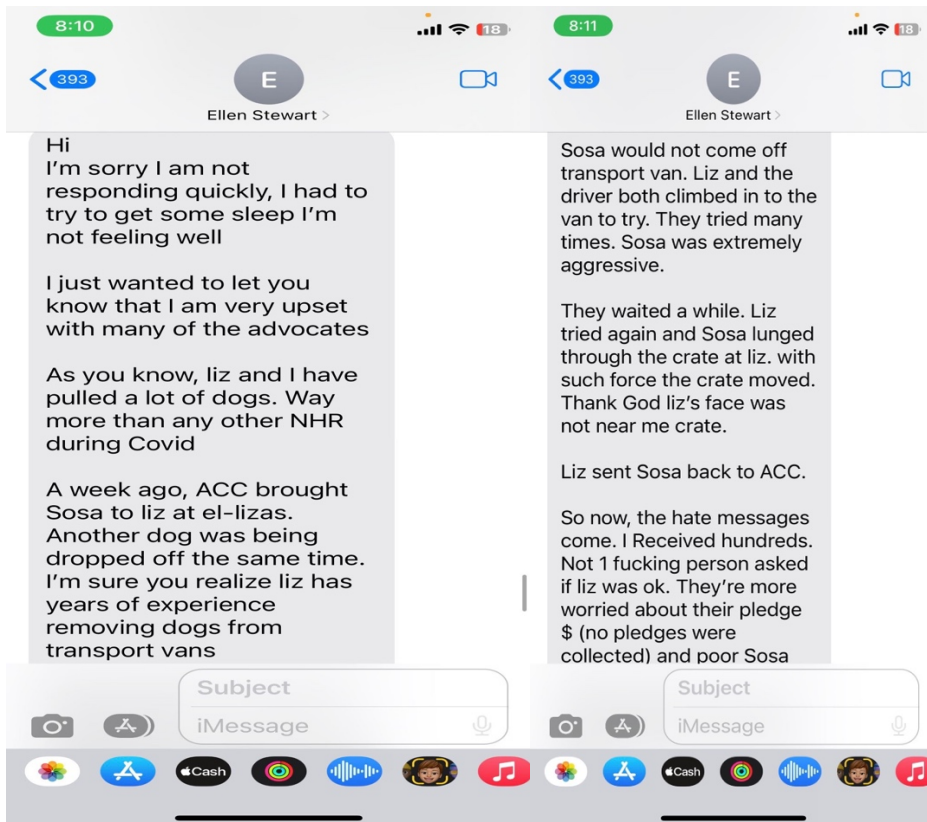 8:10
18
393
E
Ellen Stewart >
Hi
I'm sorry I am not
responding quickly, I had to
try to get some sleep I'm
not feeling well
I just wanted to let you
know that I am very upset
with many of the advocates
As you know, liz and I have
pulled a lot of dogs. Way
more than any other NHR
during Covid
A week ago, ACC brought
Sosa to liz at el-lizas.
Another dog was being
dropped off the same time.
I'm sure you realize liz has
years of experience
removing dogs from
transport vans
Subject
iMessage
Cash
8:11
18
393
E
Ellen Stewart >
Sosa would not come off
transport van. Liz and the
driver both climbed in to the
van to try. They tried many
times. Sosa was extremely
aggressive.
They waited a while. Liz
tried again and Sosa lunged
through the crate at liz. with
such force the crate moved.
Thank God liz's face was
not near me crate.
Liz sent Sosa back to ACC.
So now, the hate messages
come. I Received hundreds.
Not 1 fucking person asked
if liz was ok. They're more
worried about their pledge
$ (no pledges were
collected) and poor Sosa
Subject
iMessage
Cash